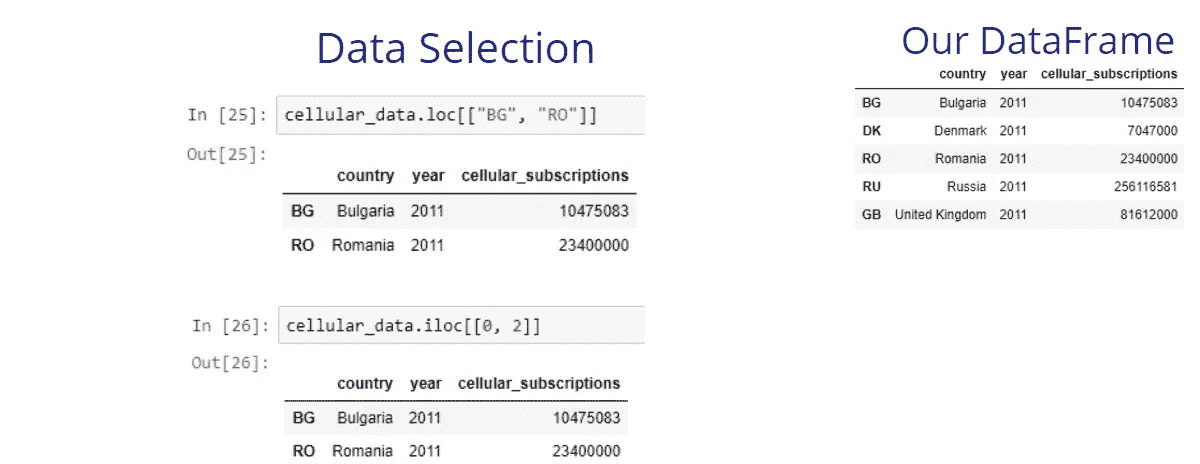 Data Selection
In [25]: cellular_data.loc[["BG", "RO"]]
Out[25]:
country year cellular_subscriptions
BG Bulgaria 2011 10475083
RO Romania 2011 23400000
In [26]: cellular_data.iloc[[0, 2]]
Out[26]:
country year cellular_subscriptions
BG Bulgaria 2011 10475083
RO Romania 2011 23400000
Our DataFrame
country year cellular_subscriptions
BG Bulgaria 2011 10475083
DK Denmark 2011 7047000
RO Romania 2011 23400000
RU Russia 2011 256116581
GB United Kingdom 2011 81612000